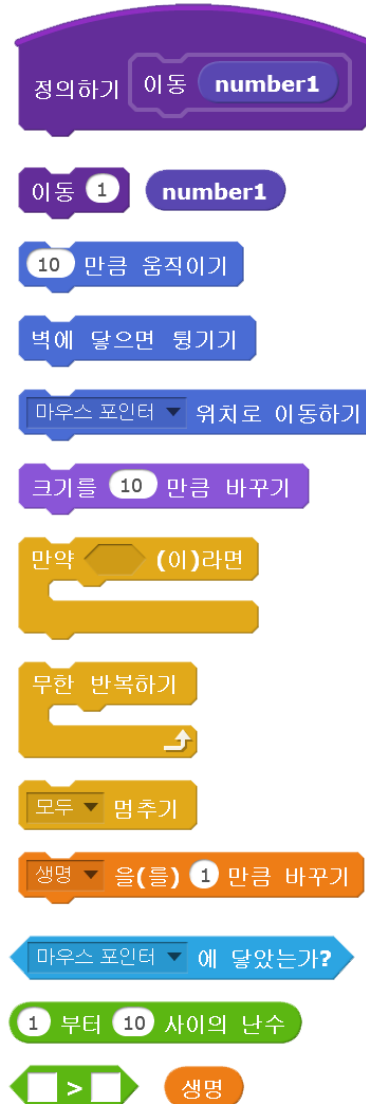 정의하기 이동 number1
이동 1 number1
10 만큼 움직이기
벽에 닿으면 튕기기
마우스 포인터 위치로 이동하기
크기를 10 만큼 바꾸기
만약 (이)라면
무한 반복하기
모두 멈추기
생명 을(를) 1 만큼 바꾸기
마우스 포인터 에 닿았는가?
1 부터 10 사이의 난수
> 생명